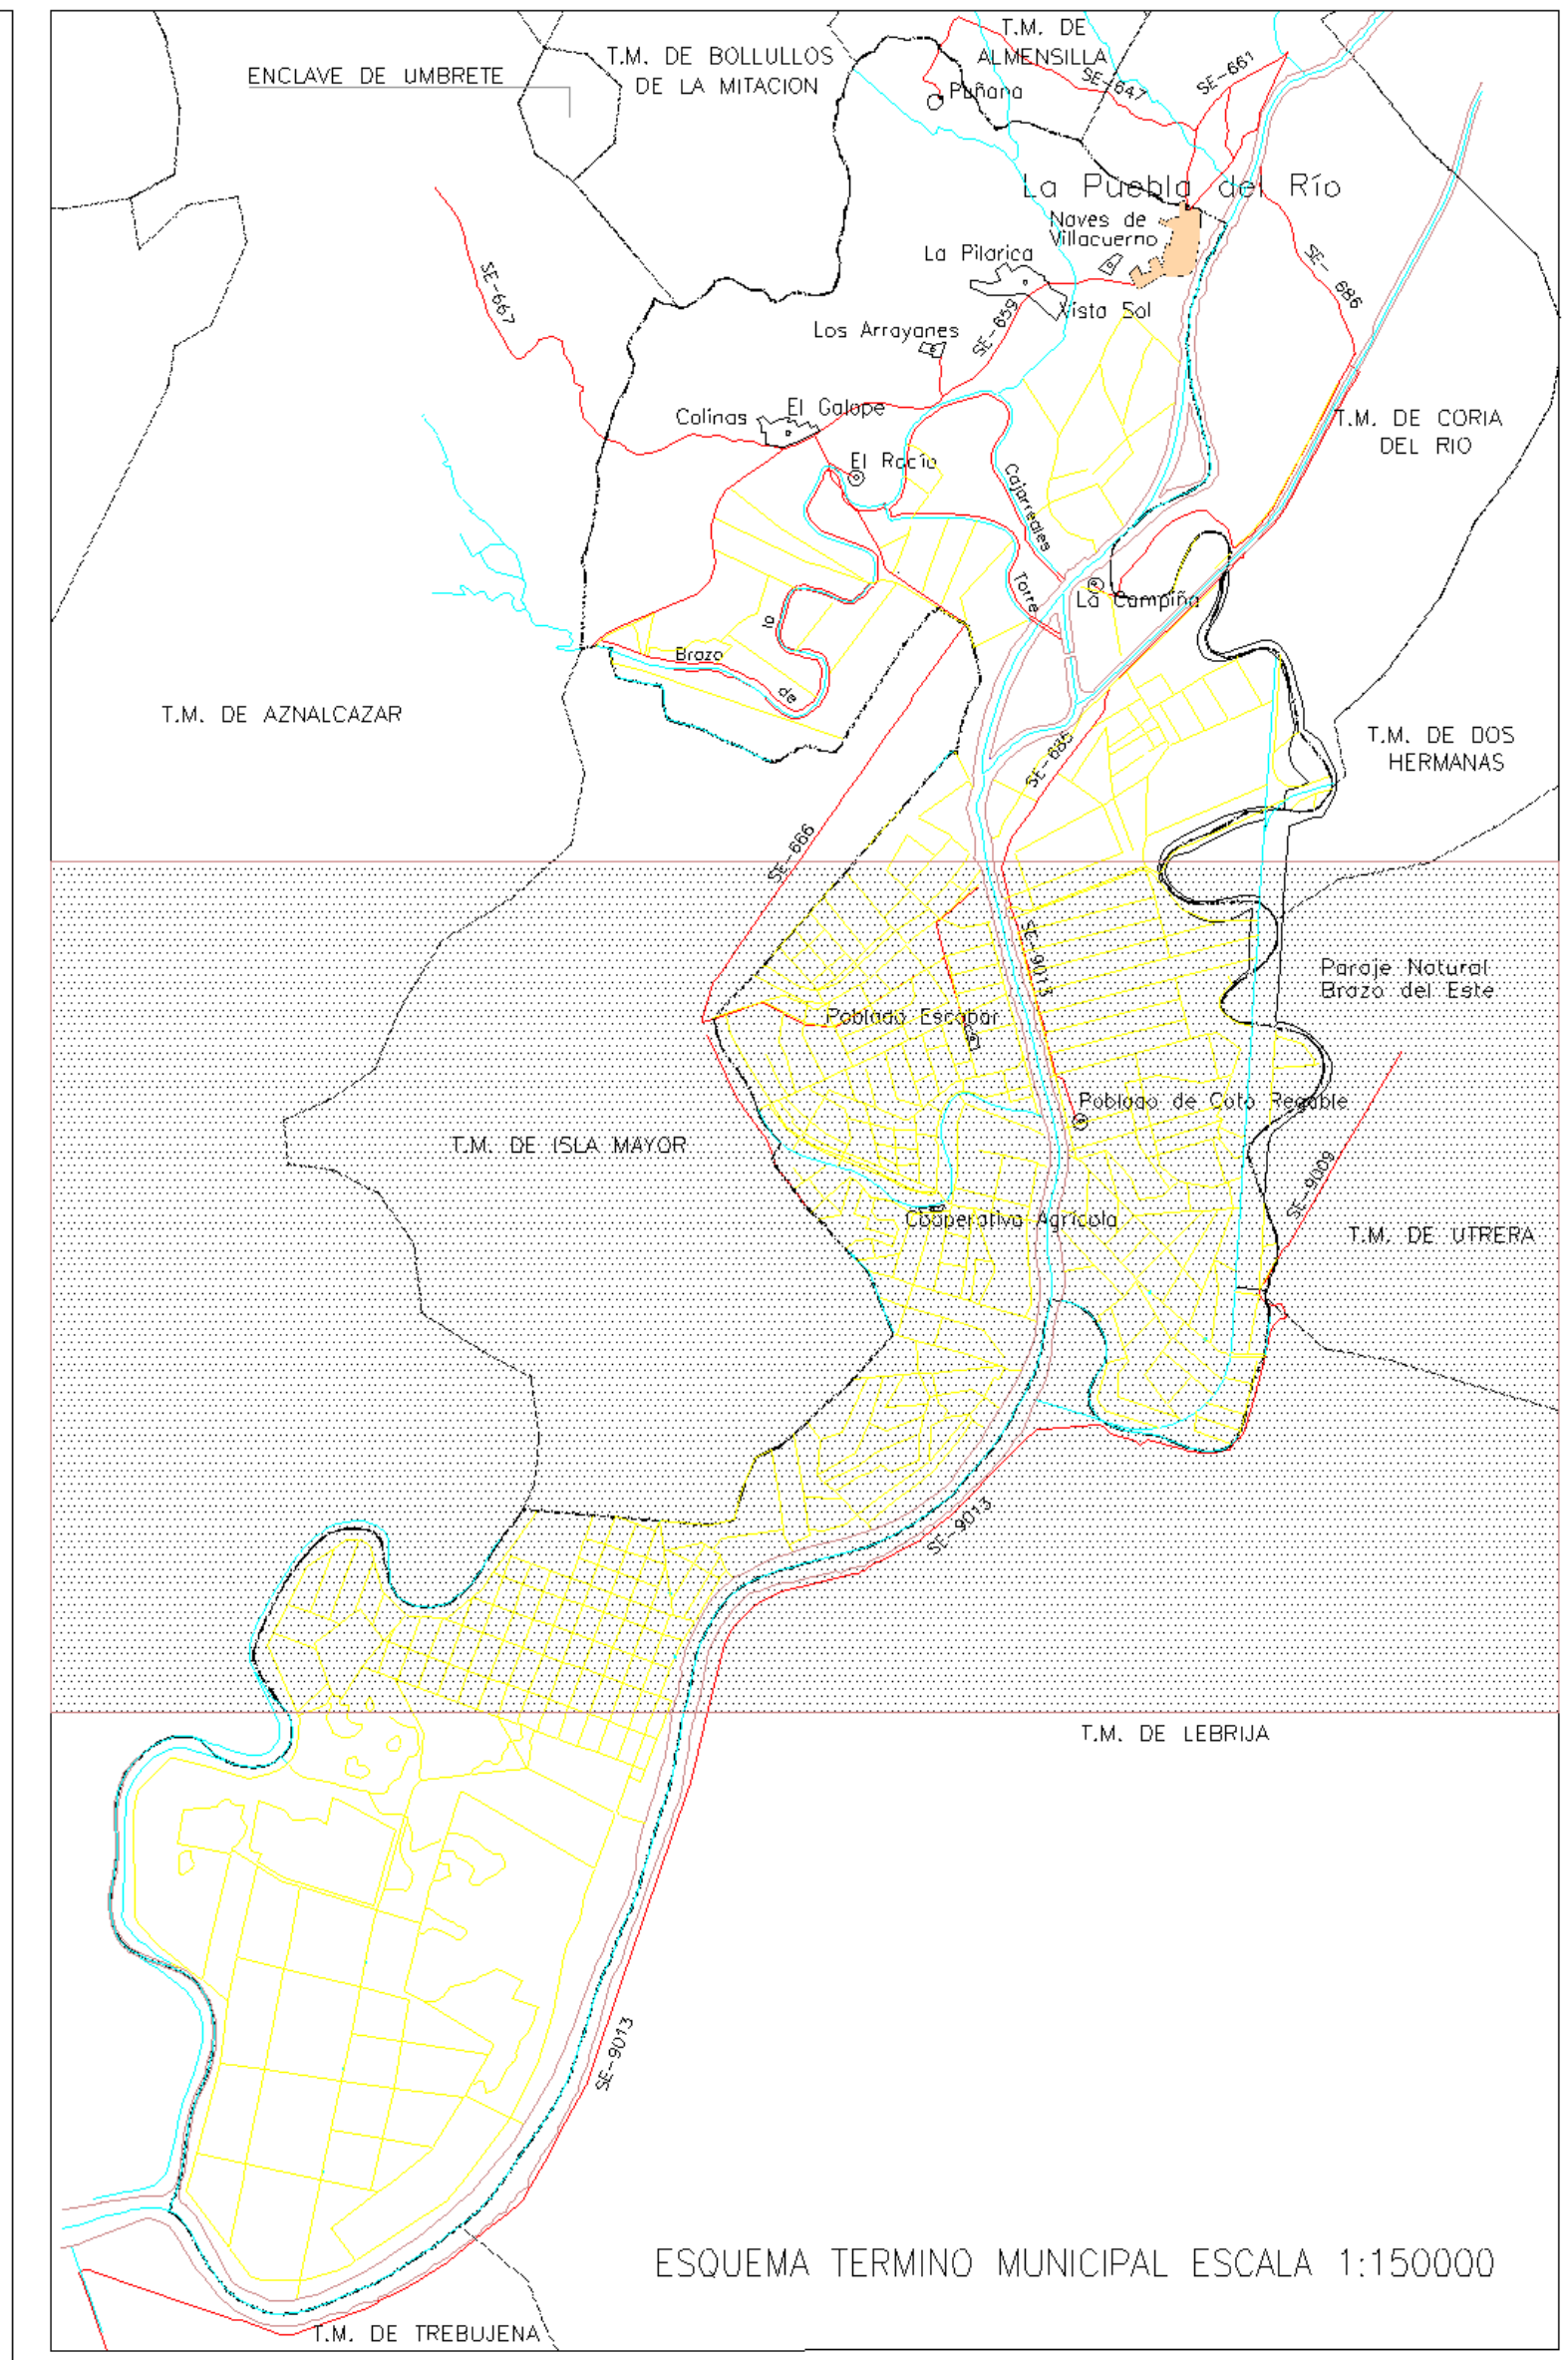 ENCLAVE DE UMBRETE
T.M. DE BOLLULLOS
DE LA MITACION
T.M. DE
ALMENSILLA
SE-647
SE-661
Puñana
La Puebla del Río
Naves de
Villacuerno
La Pilarica
Vista Sol
SE-686
SE-667
SE-659
Los Arrayanes
El Galope
Colinas
El Rocío
Cajarreales
T.M. DE CORIA
DEL RIO
Torre
La Campiña
la
Brazo
de
T.M. DE AZNALCAZAR
SE-685
T.M. DE DOS
HERMANAS
SE-666
SE-9013
Paraje Natural
Brazo del Este
Poblado Escobar
Poblado de Coto Regable
T.M. DE ISLA MAYOR
SE-9009
Cooperativa Agrícola
T.M. DE UTRERA
SE-9013
T.M. DE LEBRIJA
SE-9013
ESQUEMA TERMINO MUNICIPAL ESCALA 1:150000
T.M. DE TREBUJENA